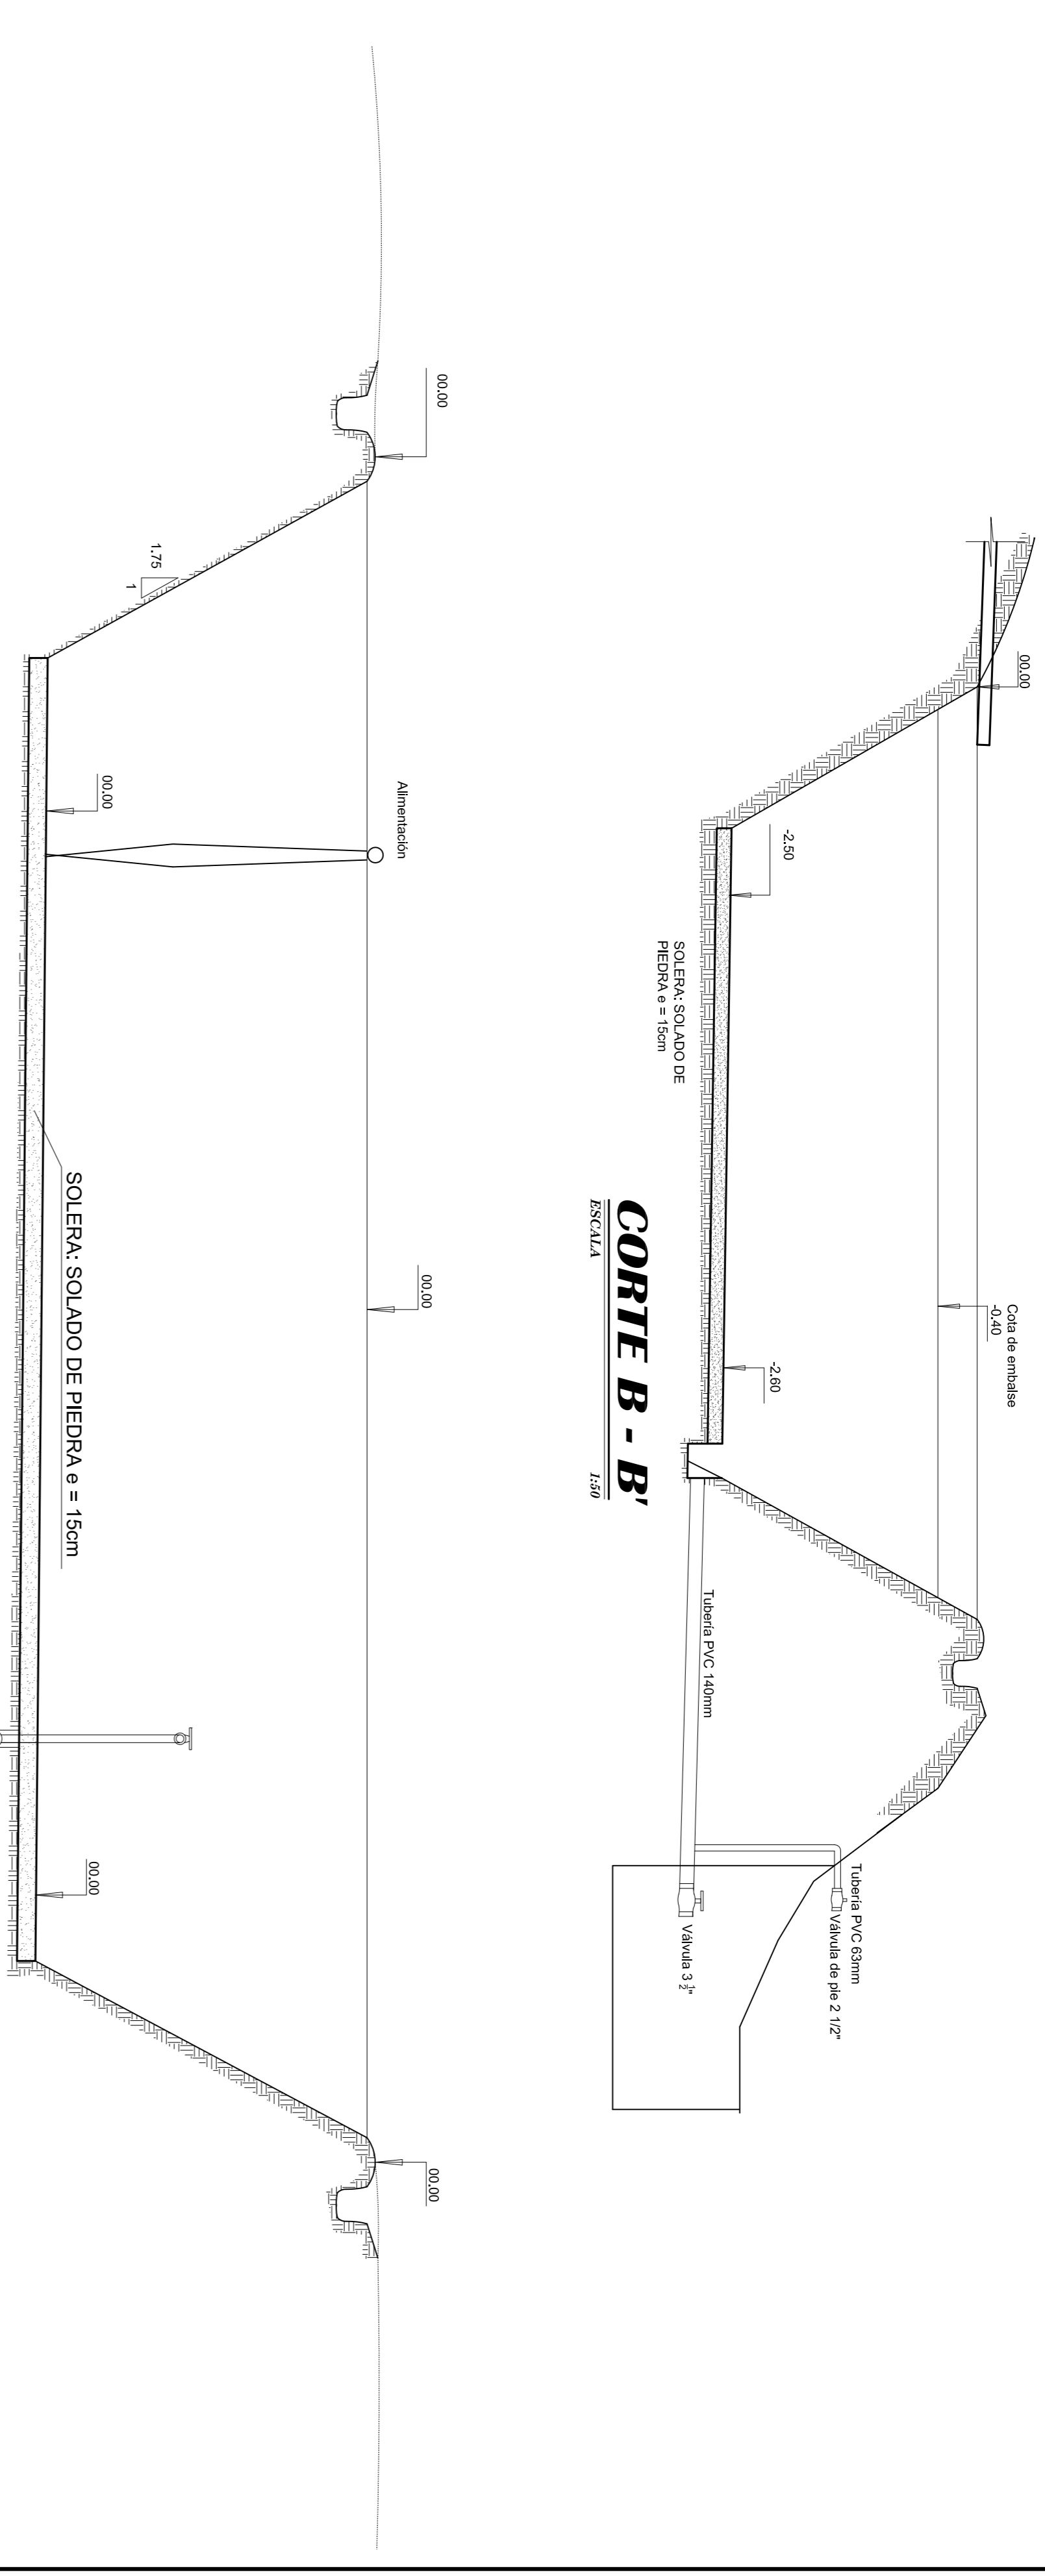 00.00
-2.50
Cota de embalse
-0.40
-2.60
SOLERA: SOLADO DE
PIEDRA e = 15cm
Tubería PVC 140mm
Tubería PVC 63mm
Válvula de pie 2 1/2"
Válvula 3 ½"
CORTE B - B'
ESCALA 1:50
00.00
Alimentación
00.00
00.00
1.75
1
00.00
SOLERA: SOLADO DE PIEDRA e = 15cm
00.00